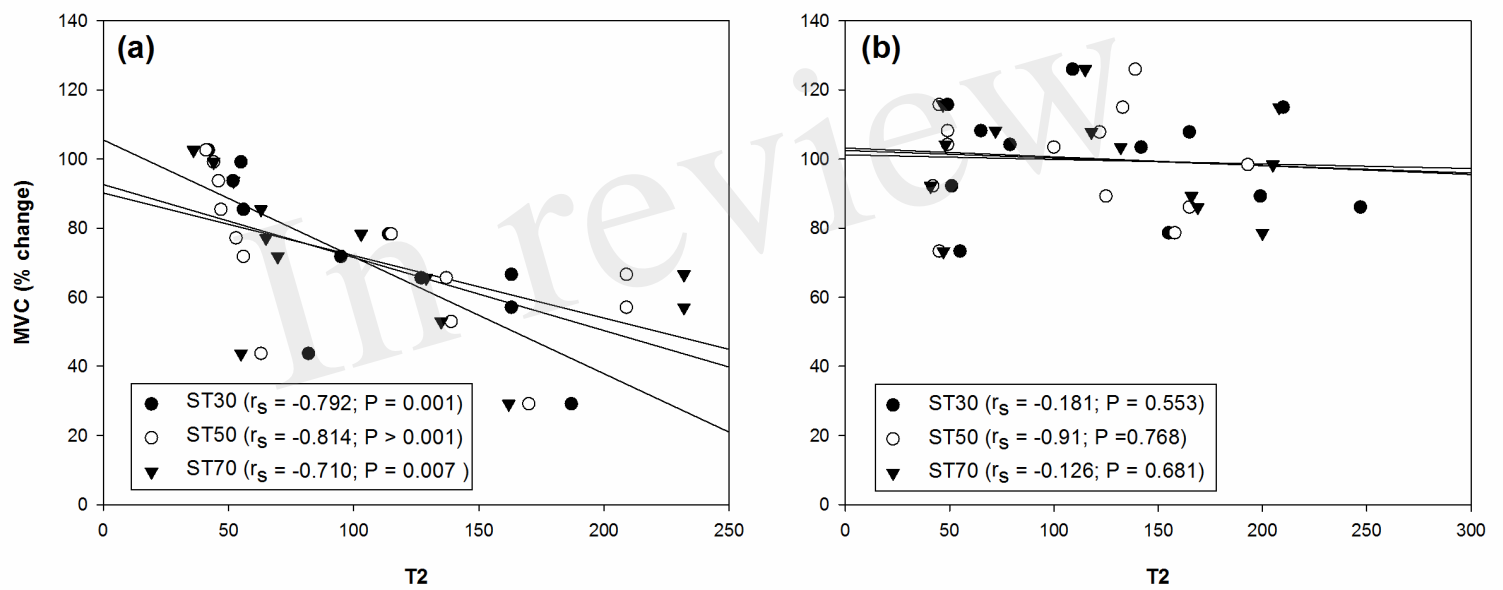 (a)
140
120
100
80
60
40
20
0
MVC (% change)
ST30 (rs = -0.792; P = 0.001)
ST50 (rs = -0.814; P > 0.001)
ST70 (rs = -0.710; P = 0.007 )
0 50 100 150 200 250
T2
(b)
140
120
100
80
60
40
20
0
ST30 (rs = -0.181; P = 0.553)
ST50 (rs = -0.91; P =0.768)
ST70 (rs = -0.126; P = 0.681)
0 50 100 150 200 250 300
T2
In review